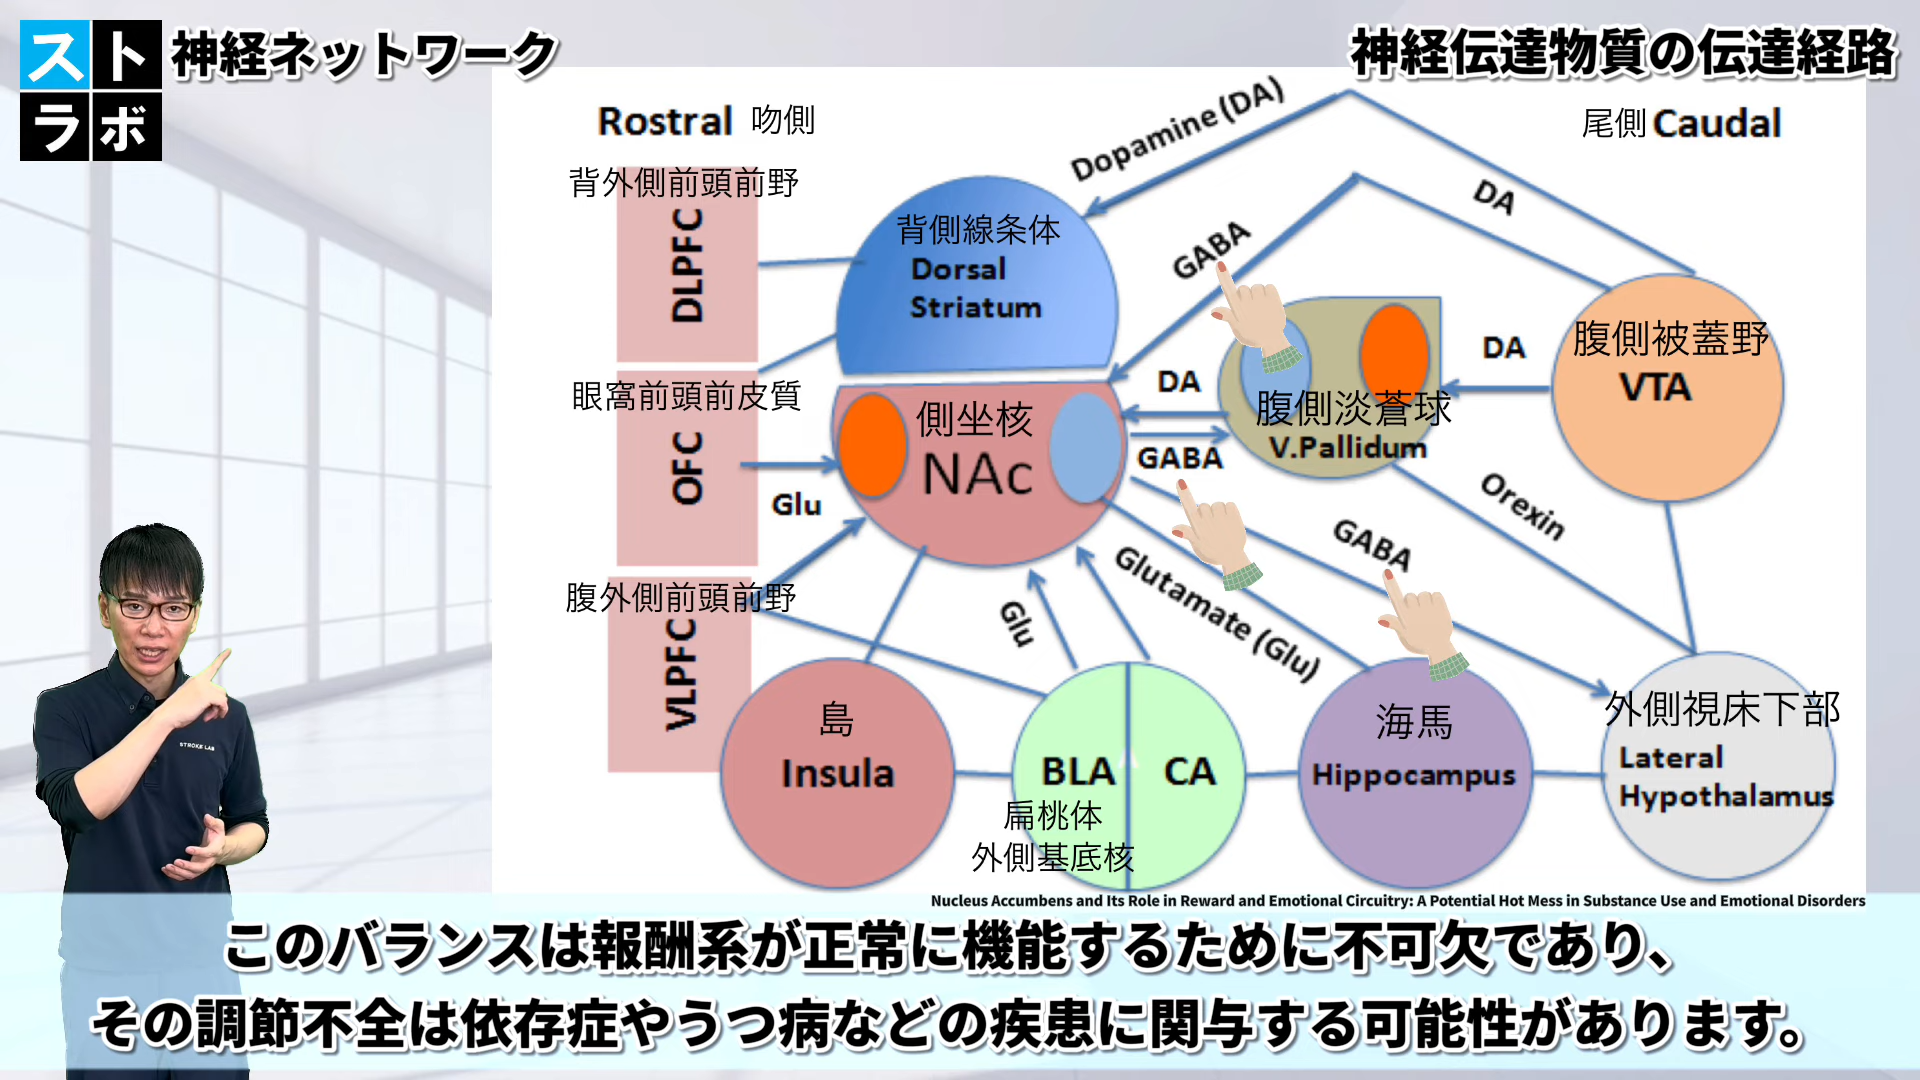 スト
ラボ
神経ネットワーク
神経伝達物質の伝達経路
Rostral 吻側
尾側 Caudal
背外側前頭前野
DLPFC
眼窩前頭前皮質
OFC
腹外側前頭前野
VLPFC
背側線条体
Dorsal
Striatum
側坐核
NAc
Dopamine (DA)
DA
GABA
DA
GABA
DA
腹側淡蒼球
V.Pallidum
腹側被蓋野
VTA
Glu
Glu
Glutamate (Glu)
GABA
Orexin
島
Insula
BLA
CA
扁桃体
外側基底核
海馬
Hippocampus
外側視床下部
Lateral
Hypothalamus
STROKE LAB
Nucleus Accumbens and Its Role in Reward and Emotional Circuitry: A Potential Hot Mess in Substance Use and Emotional Disorders
このバランスは報酬系が正常に機能するために不可欠であり、
その調節不全は依存症やうつ病などの疾患に関与する可能性があります。